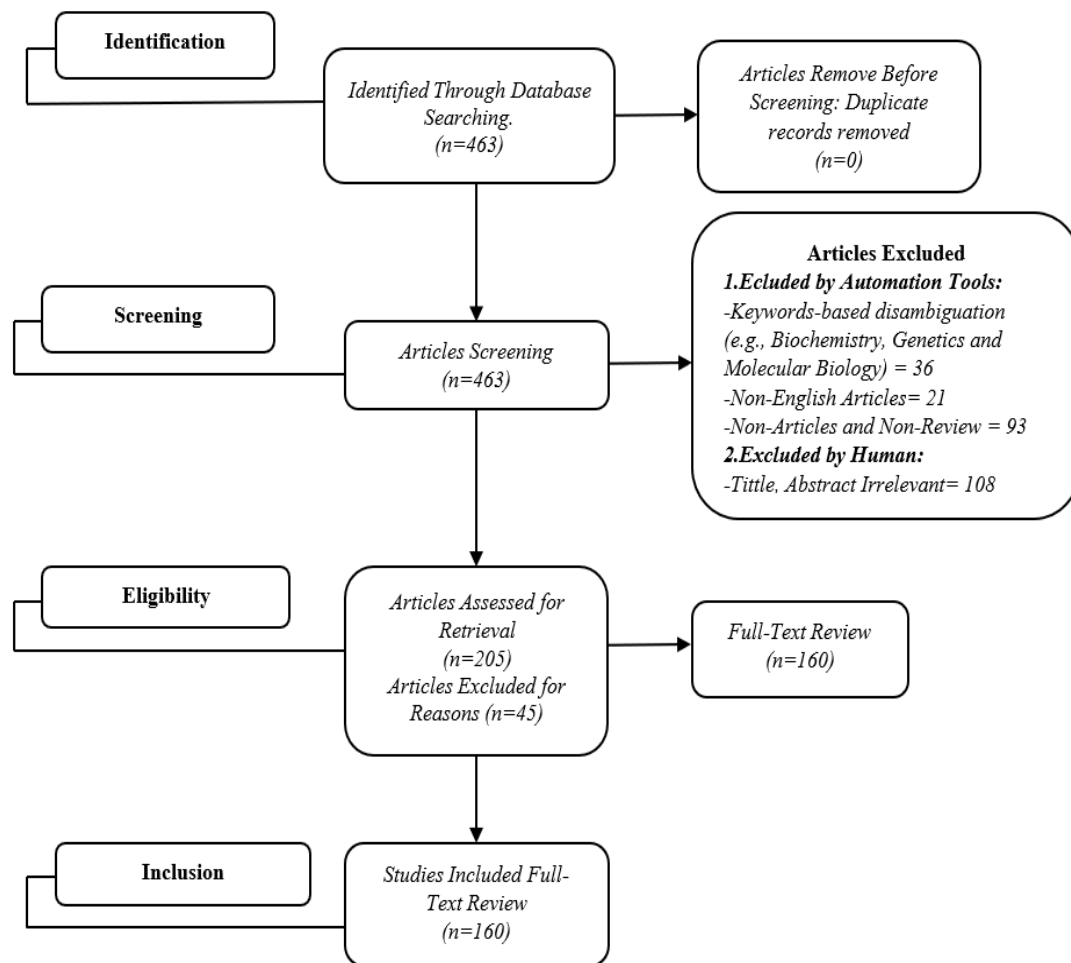 Identification
Identified Through Database
Searching.
(n=463)
Articles Remove Before
Screening: Duplicate
records removed
(n=0)
Screening
Articles Screening
(n=463)
Articles Excluded
1.Ecluded by Automation Tools:
-Keywords-based disambiguation
(e.g., Biochemistry, Genetics and
Molecular Biology) = 36
-Non-English Articles= 21
-Non-Articles and Non-Review = 93
2.Excluded by Human:
-Tittle, Abstract Irrelevant= 108
Eligibility
Articles Assessed for
Retrieval
(n=205)
Articles Excluded for
Reasons (n=45)
Full-Text Review
(n=160)
Inclusion
Studies Included Full-
Text Review
(n=160)